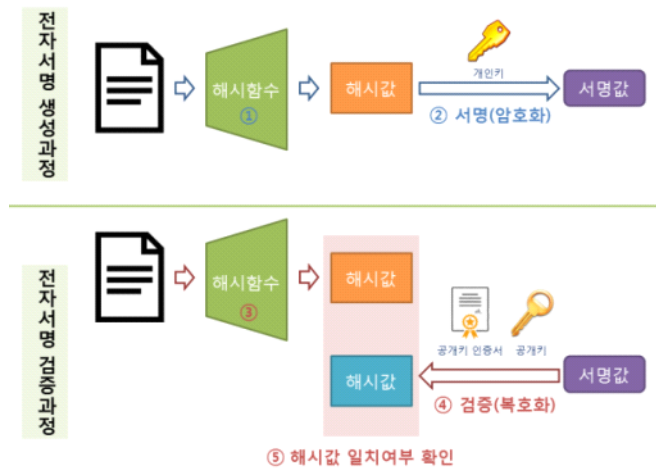 전자서명 생성과정
해시함수
①
해시값
개인키
② 서명(암호화)
서명값
전자서명 검증과정
해시함수
③
해시값
해시값
공개키 인증서
공개키
④ 검증(복호화)
서명값
⑤ 해시값 일치여부 확인